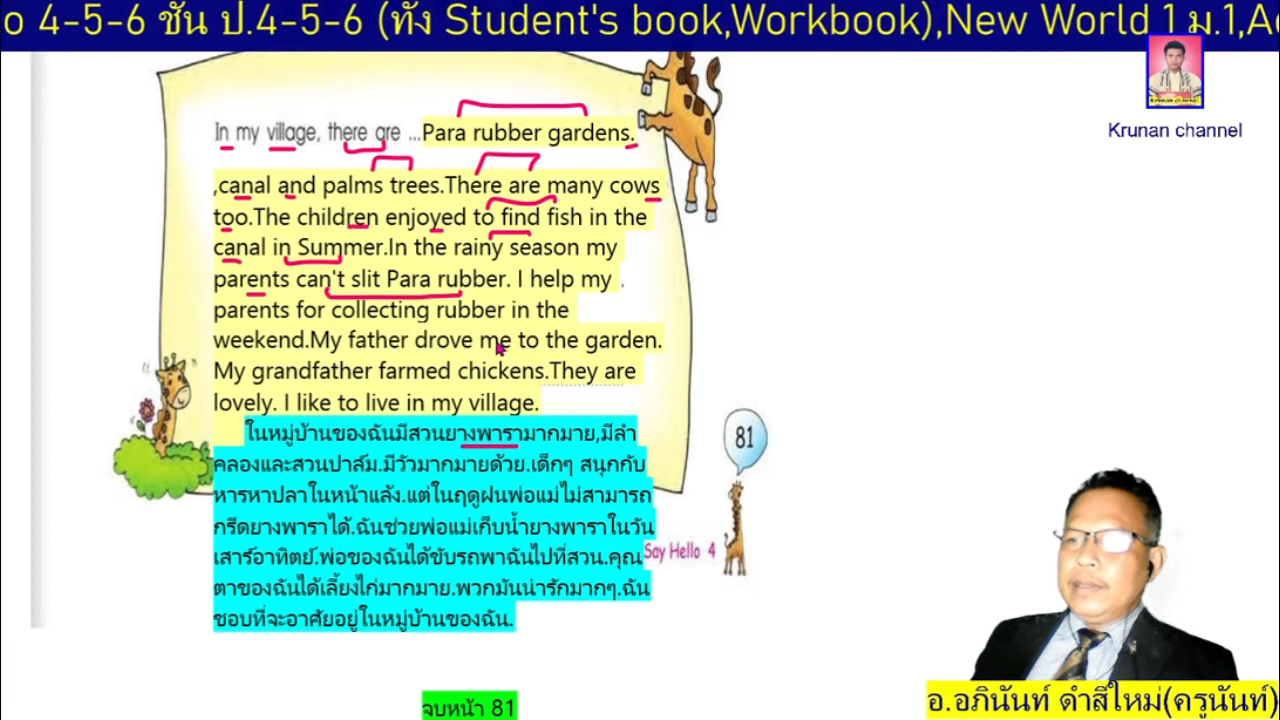 o 4-5-6 ชั้น ป.4-5-6 (ทั้ง Student's book,Workbook),New World 1 ม.1,A
Krunan channel
In my village, there are ...Para rubber gardens.
,canal and palms trees.There are many cows
too.The children enjoyed to find fish in the
canal in Summer.In the rainy season my
parents can't slit Para rubber. I help my
parents for collecting rubber in the
weekend.My father drove me to the garden.
My grandfather farmed chickens.They are
lovely. I like to live in my village.
ในหมู่บ้านของฉันมีสวนยางพารามากมาย,มีลำ
คลองและสวนปาล์ม.มีวัวมากมายด้วย.เด็กๆ สนุกกับ
หารหาปลาในหน้าแล้ง.แต่ในฤดูฝนพ่อแม่ไม่สามารถ
กรีดยางพาราได้.ฉันช่วยพ่อแม่เก็บน้ำยางพาราในวัน
เสาร์อาทิตย์.พ่อของฉันได้ขับรถพาฉันไปที่สวน.คุณ
ตาของฉันได้เลี้ยงไก่มากมาย.พวกมันน่ารักมากๆ.ฉัน
ชอบที่จะอาศัยอยู่ในหมู่บ้านของฉัน.
81
Say Hello 4
จบหน้า 81
อ.อภินันท์ ดำสีใหม่(ครูนันท์)